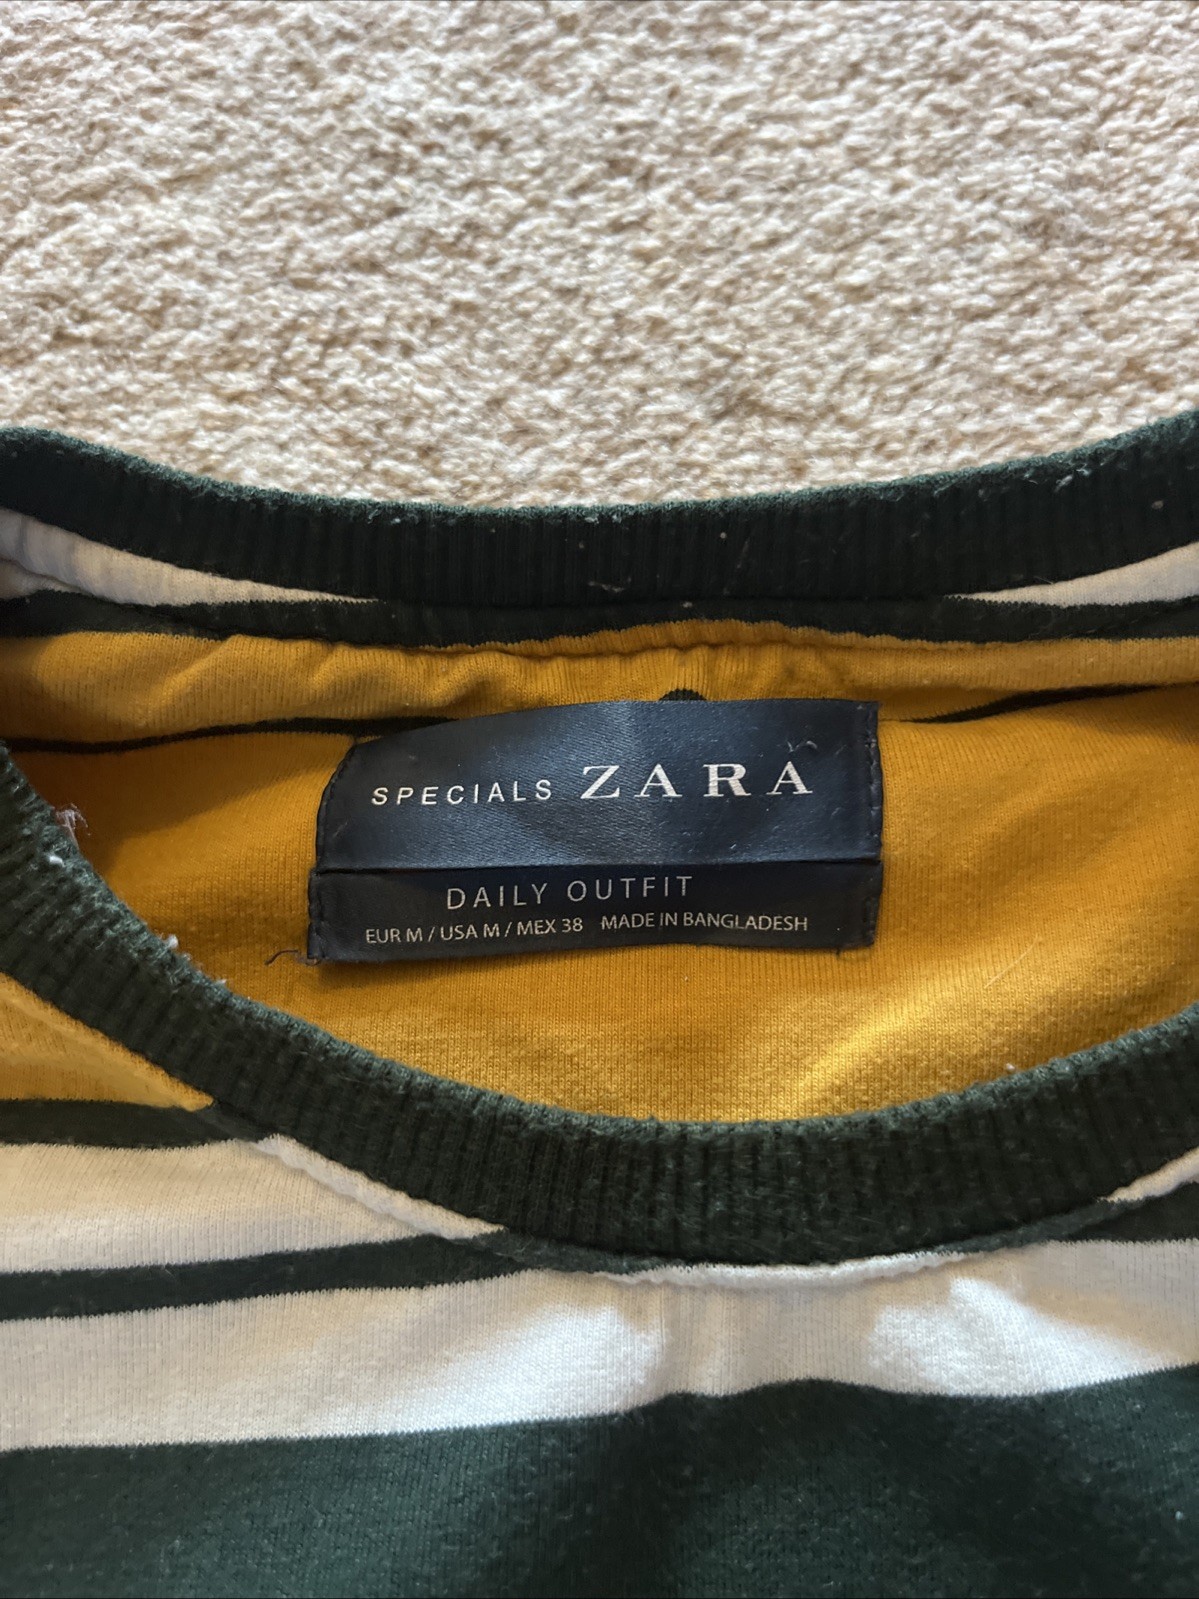 SPECIALS ZARA
DAILY OUTFIT
EUR M / USA M / MEX 38 MADE IN BANGLADESH